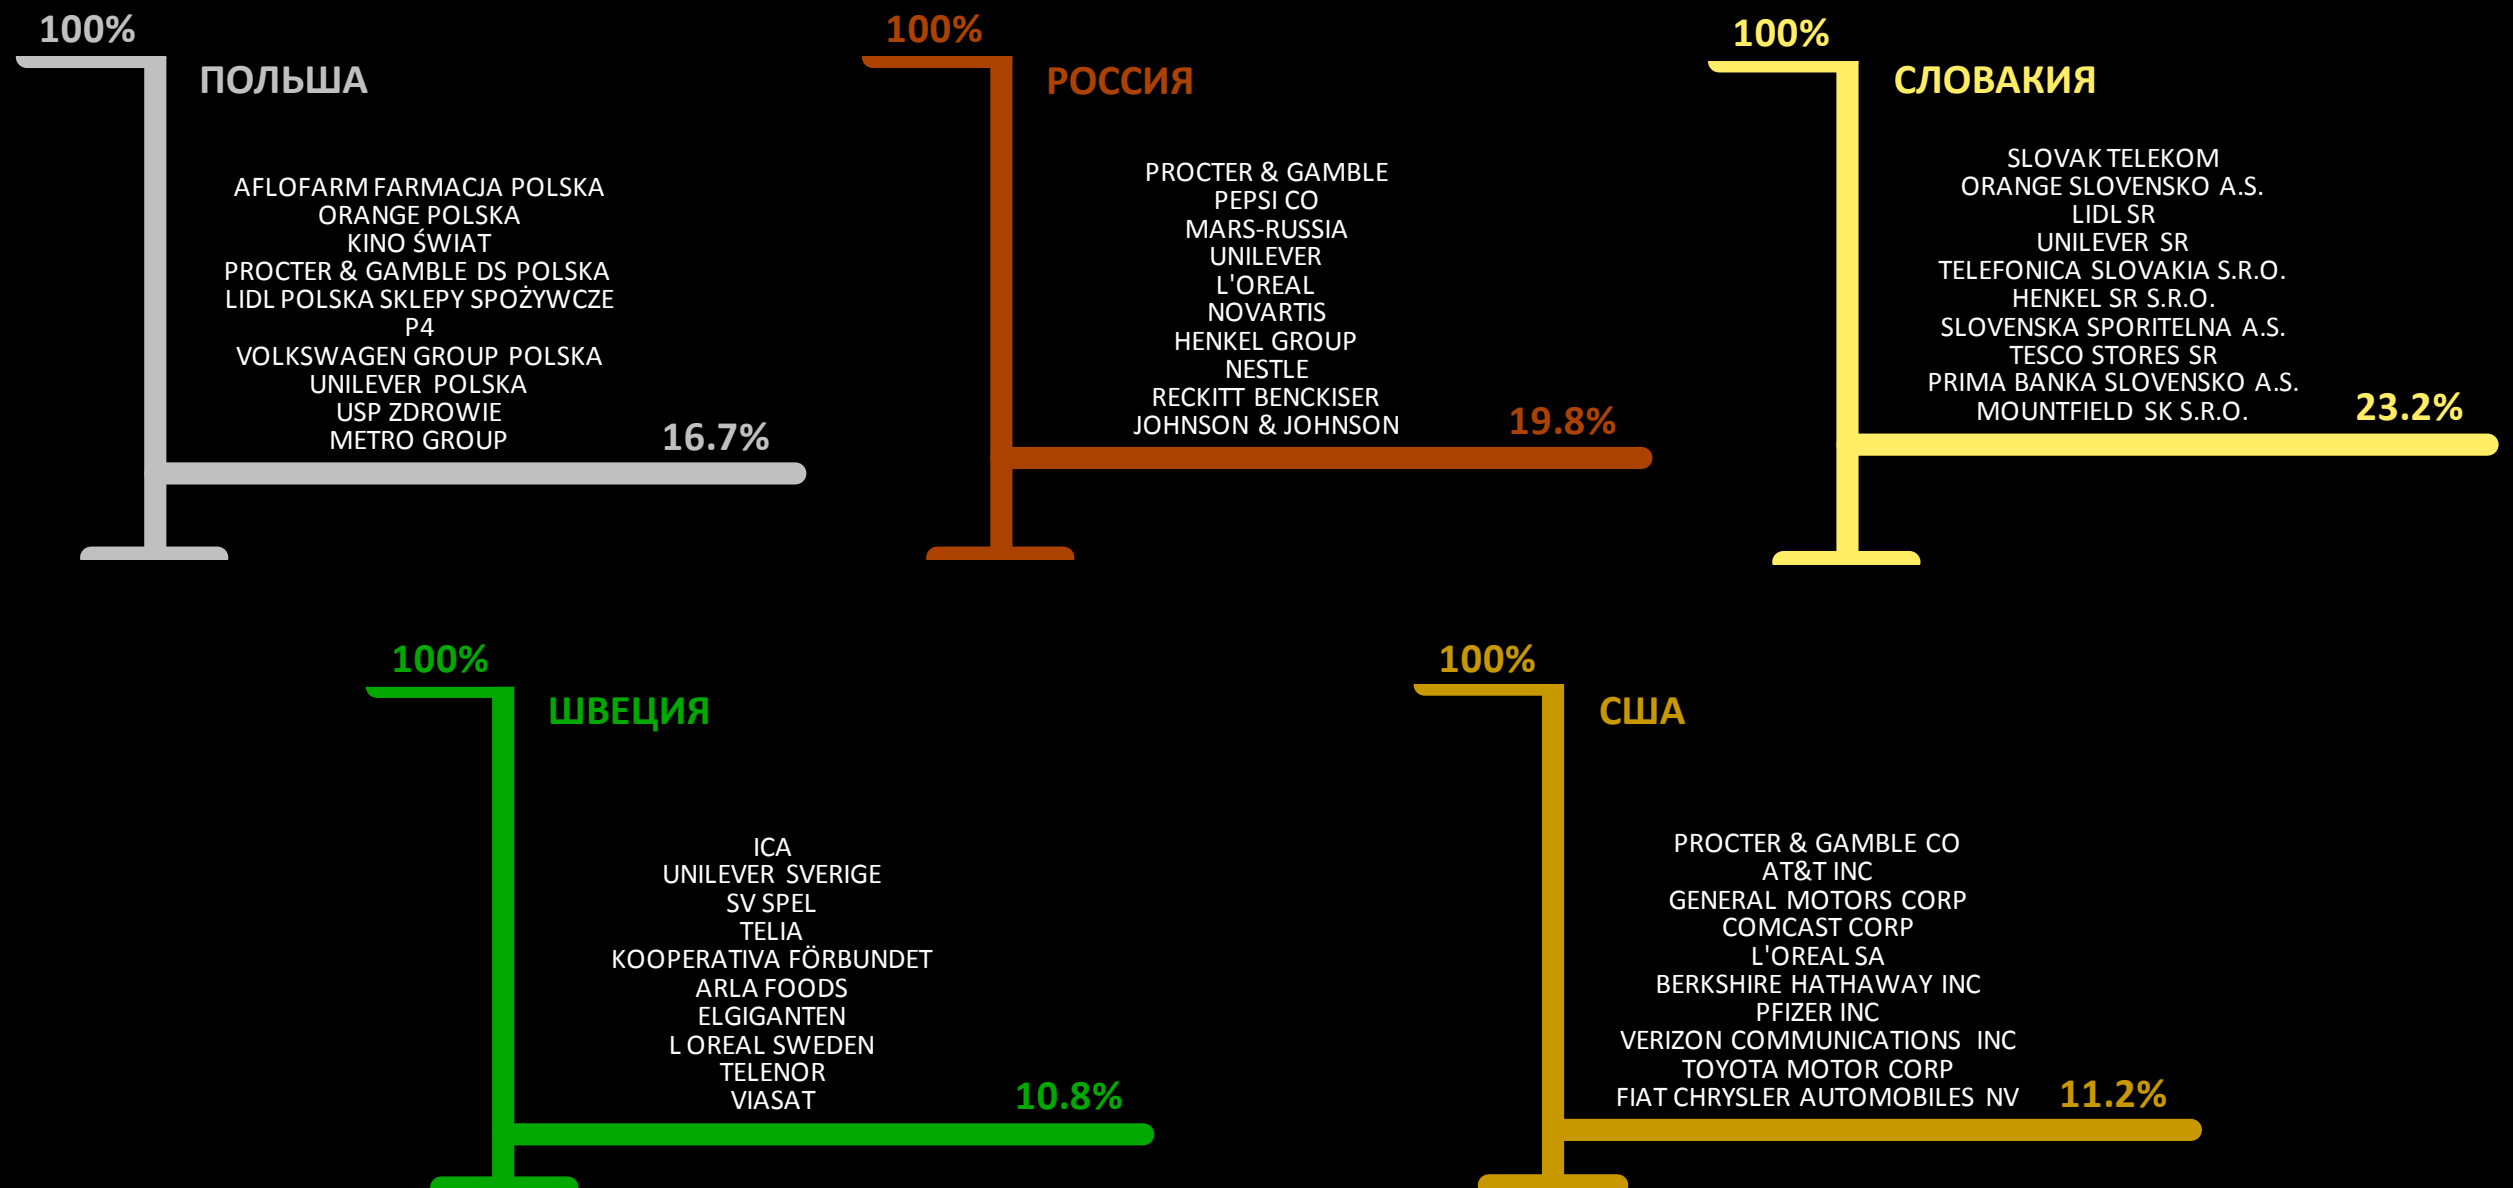 100%
ПОЛЬША
AFLOFARM FARMACJA POLSKA
ORANGE POLSKA
KINO ŚWIAT
PROCTER & GAMBLE DS POLSKA
LIDL POLSKA SKLEPY SPOŻYWCZE
P4
VOLKSWAGEN GROUP POLSKA
UNILEVER POLSKA
USP ZDROWIE
METRO GROUP
16.7%
100%
РОССИЯ
PROCTER & GAMBLE
PEPSI CO
MARS-RUSSIA
UNILEVER
L'OREAL
NOVARTIS
HENKEL GROUP
NESTLE
RECKITT BENCKISER
JOHNSON & JOHNSON
19.8%
100%
СЛОВАКИЯ
SLOVAK TELEKOM
ORANGE SLOVENSKO A.S.
LIDL SR
UNILEVER SR
TELEFONICA SLOVAKIA S.R.O.
HENKEL SR S.R.O.
SLOVENSKA SPORITELNA A.S.
TESCO STORES SR
PRIMA BANKA SLOVENSKO A.S.
MOUNTFIELD SK S.R.O.
23.2%
100%
ШВЕЦИЯ
ICA
UNILEVER SVERIGE
SV SPEL
TELIA
KOOPERATIVA FÖRBUNDET
ARLA FOODS
ELGIGANTEN
L OREAL SWEDEN
TELENOR
VIASAT
10.8%
100%
США
PROCTER & GAMBLE CO
AT&T INC
GENERAL MOTORS CORP
COMCAST CORP
L'OREAL SA
BERKSHIRE HATHAWAY INC
PFIZER INC
VERIZON COMMUNICATIONS INC
TOYOTA MOTOR CORP
FIAT CHRYSLER AUTOMOBILES NV
11.2%